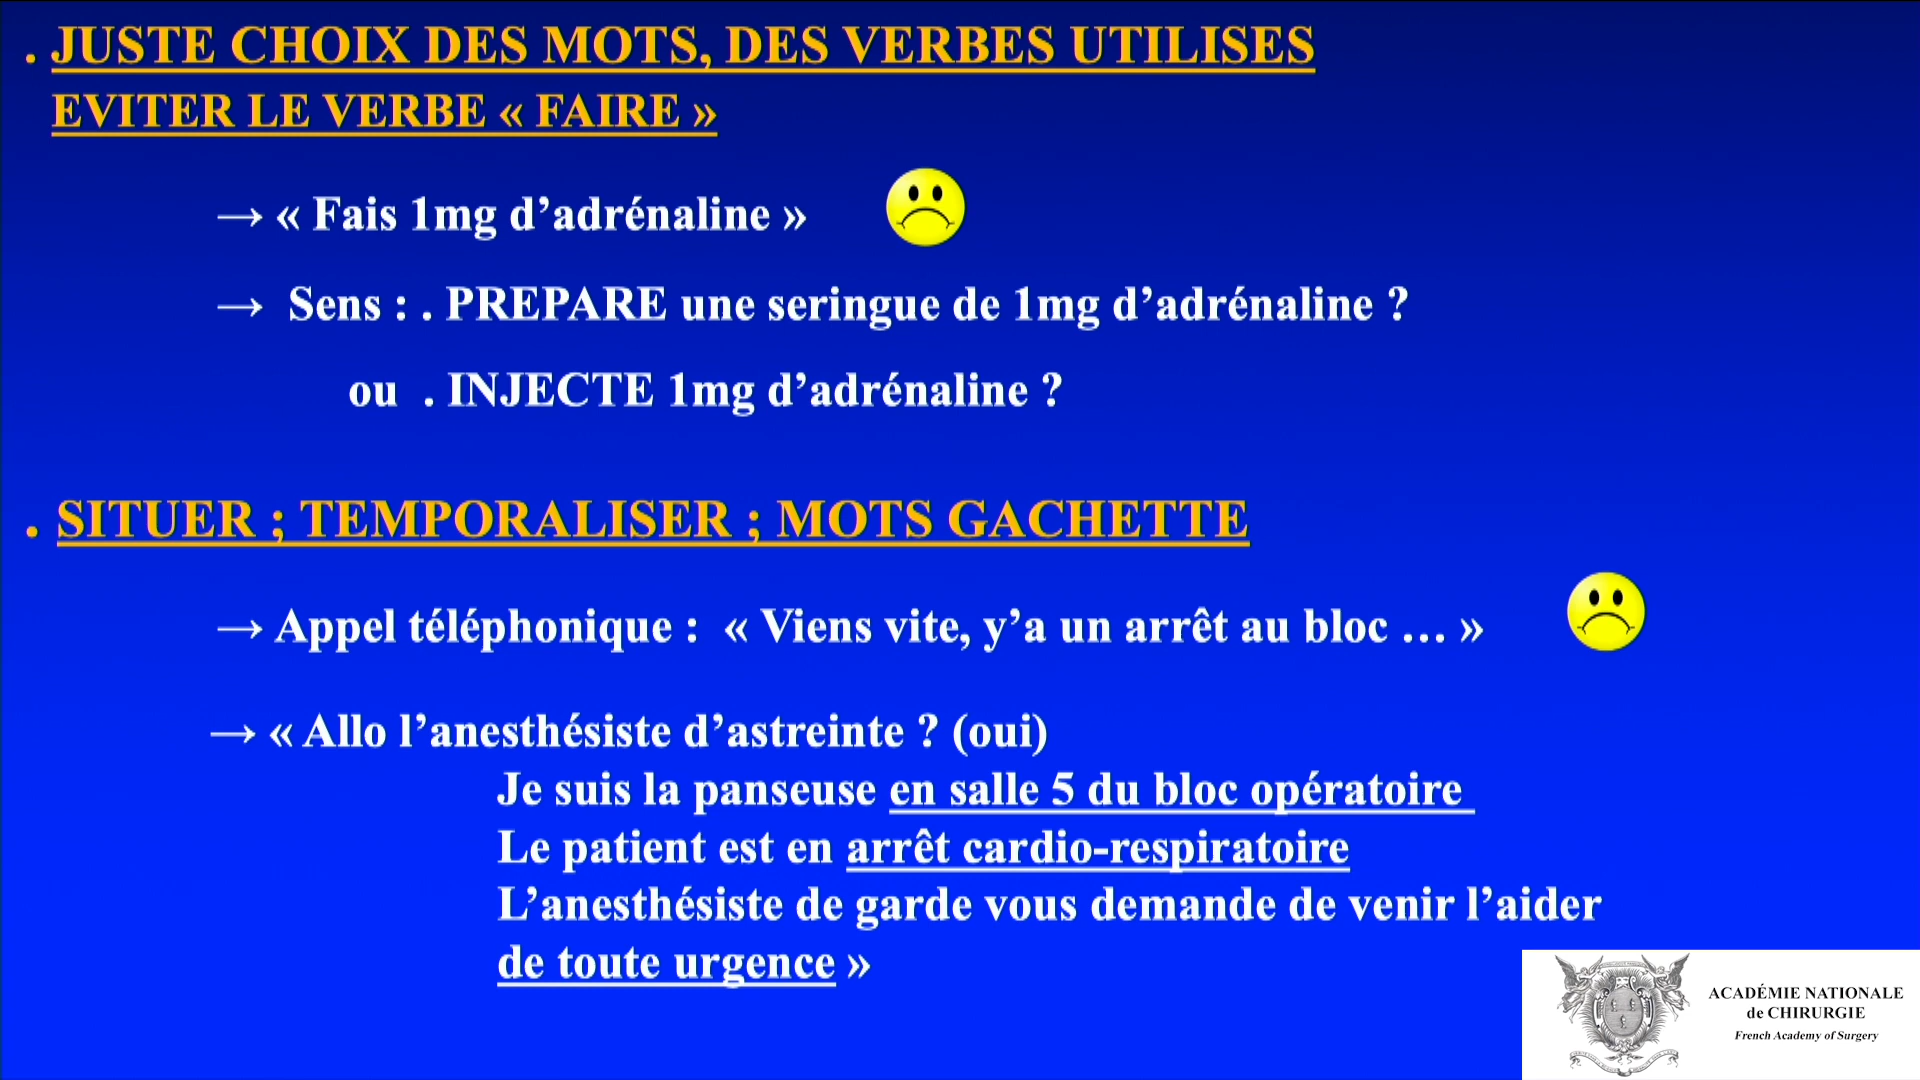 . JUSTE CHOIX DES MOTS, DES VERBES UTILISES
EVITER LE VERBE « FAIRE »
→ « Fais 1mg d’adrénaline »
→ Sens : . PREPARE une seringue de 1mg d’adrénaline ?
ou . INJECTE 1mg d’adrénaline ?
. SITUER ; TEMPORALISER ; MOTS GACHETTE
→ Appel téléphonique : « Viens vite, y’a un arrêt au bloc … »
→ « Allo l’anesthésiste d’astreinte ? (oui)
Je suis la panseuse en salle 5 du bloc opératoire
Le patient est en arrêt cardio-respiratoire
L’anesthésiste de garde vous demande de venir l’aider
de toute urgence »
ACADÉMIE NATIONALE
de CHIRURGIE
French Academy of Surgery